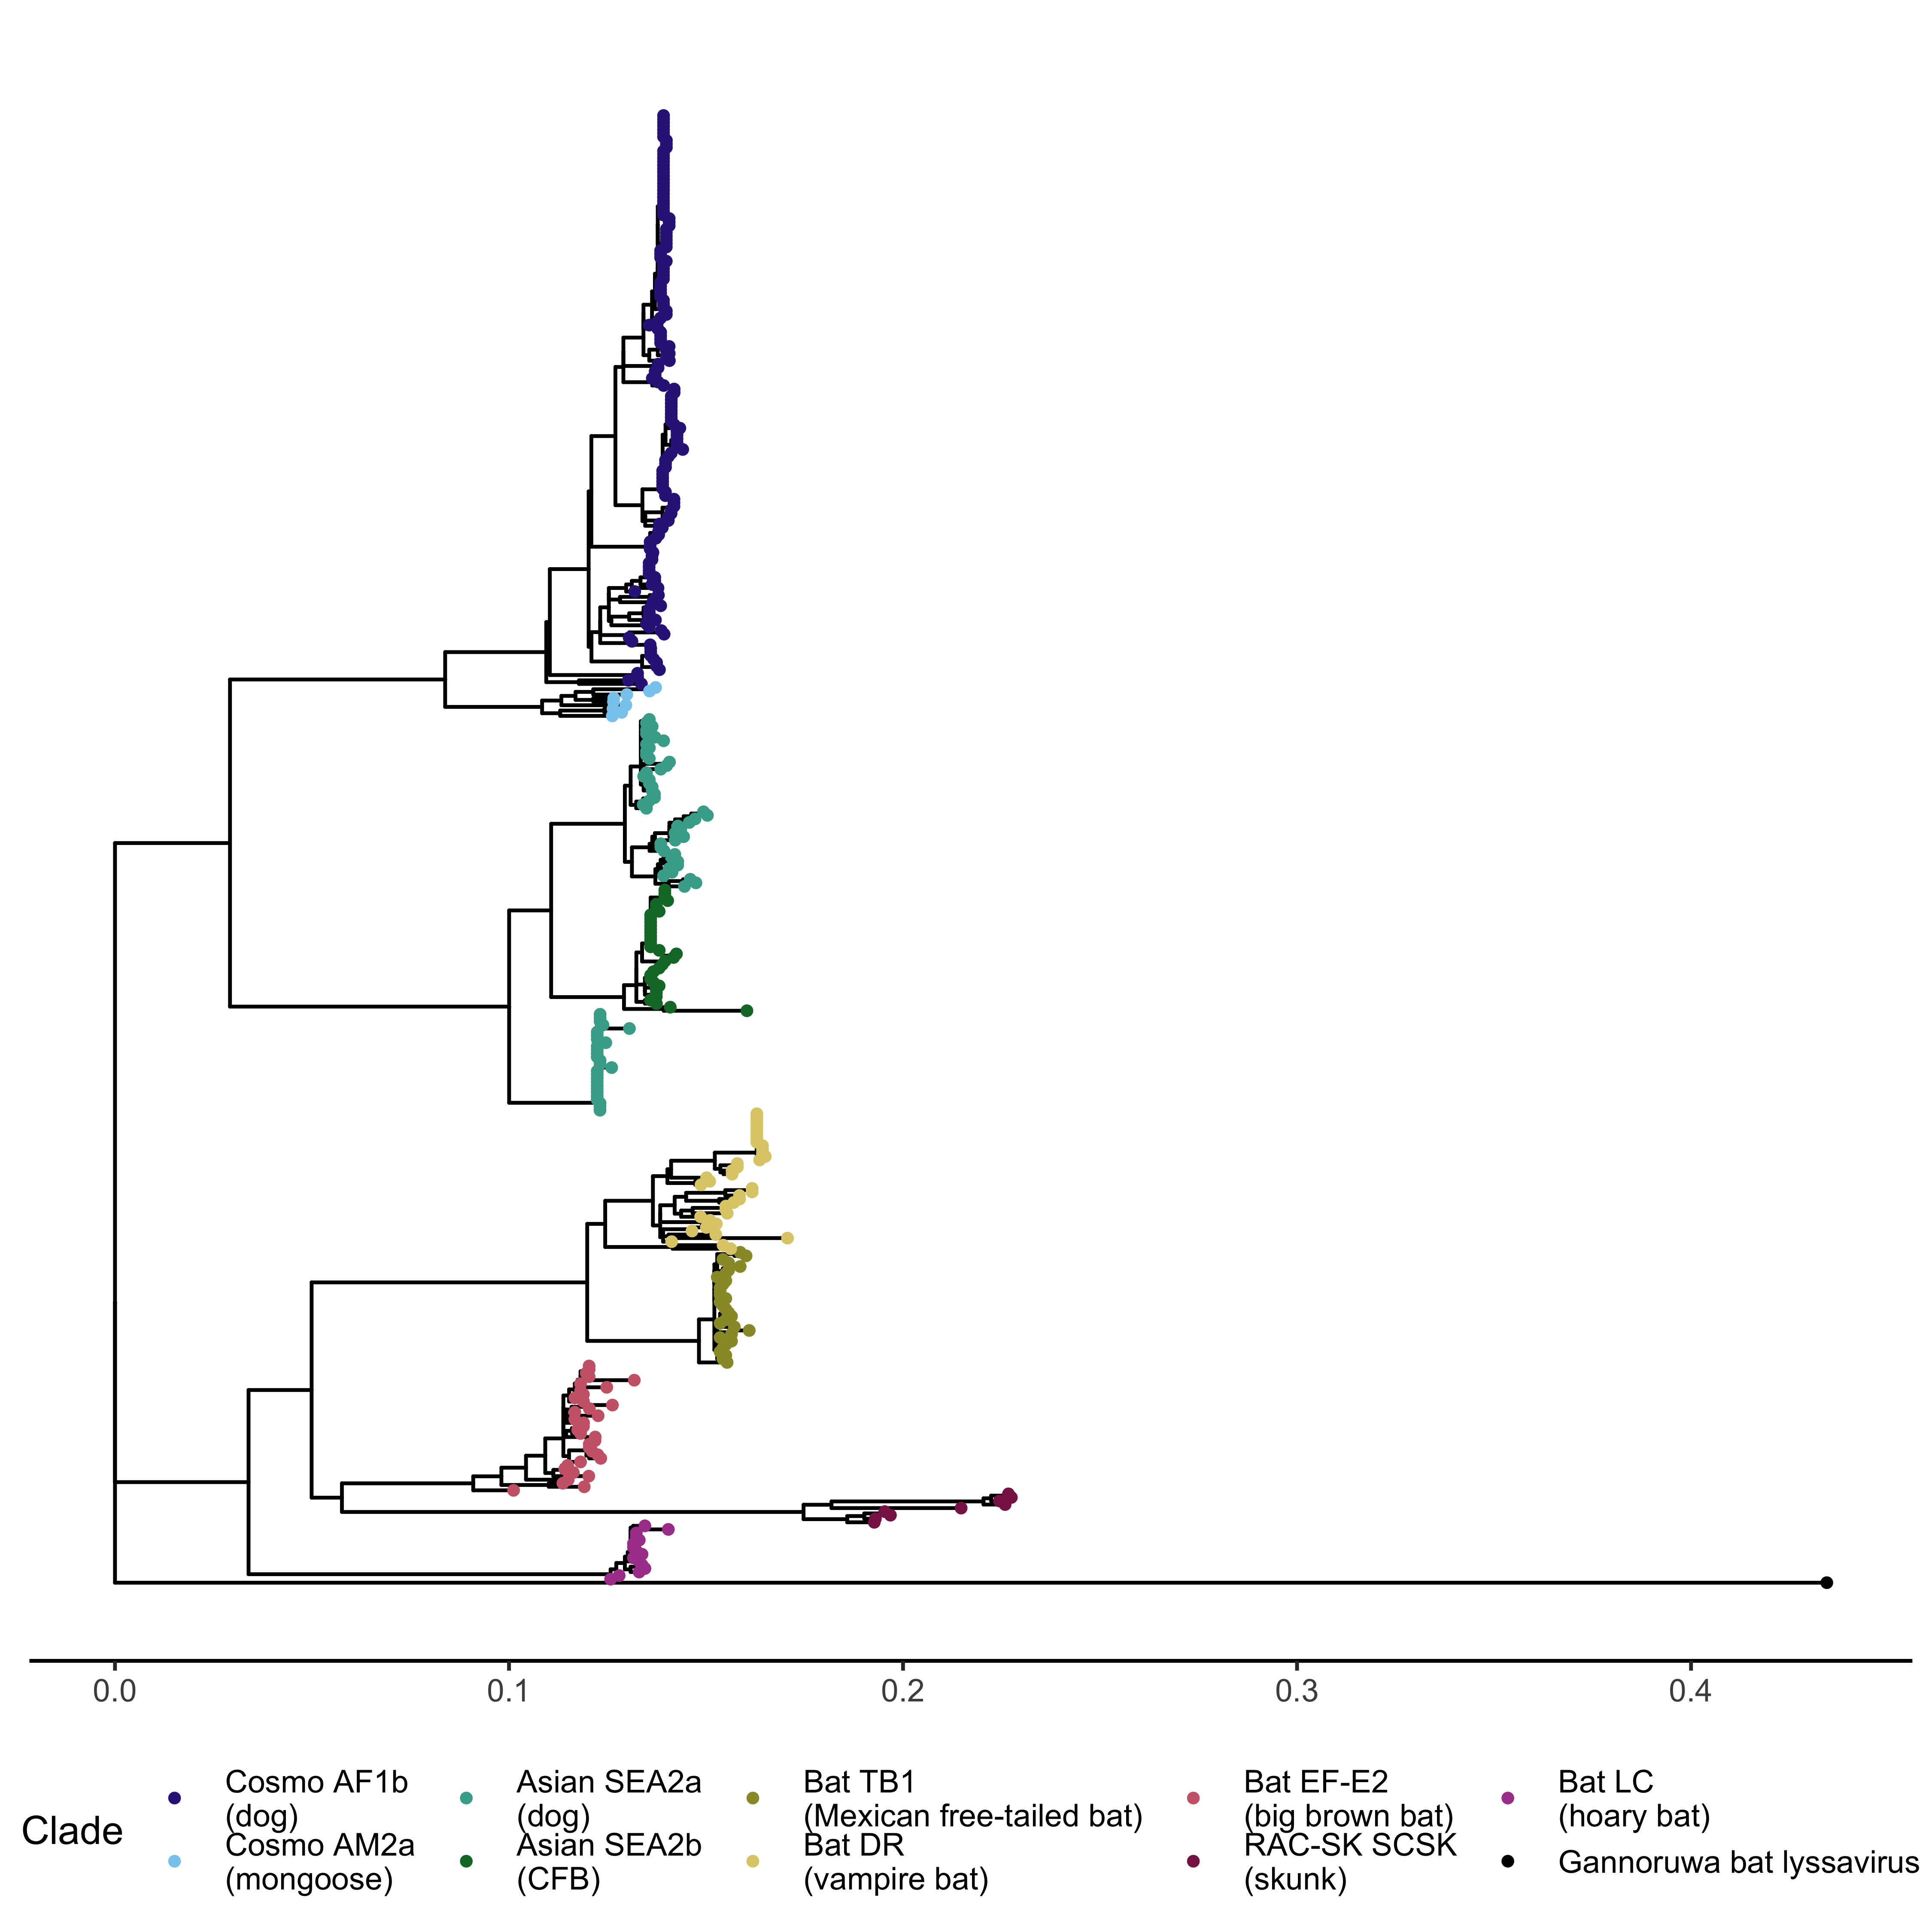 0.0 0.1 0.2 0.3 0.4
Clade
Cosmo AF1b
(dog)
Cosmo AM2a
(mongoose)
Asian SEA2a
(dog)
Asian SEA2b
(CFB)
Bat TB1
(Mexican free-tailed bat)
Bat DR
(vampire bat)
Bat EF-E2
(big brown bat)
RAC-SK SCSK
(skunk)
Bat LC
(hoary bat)
Gannoruwa bat lyssavirus